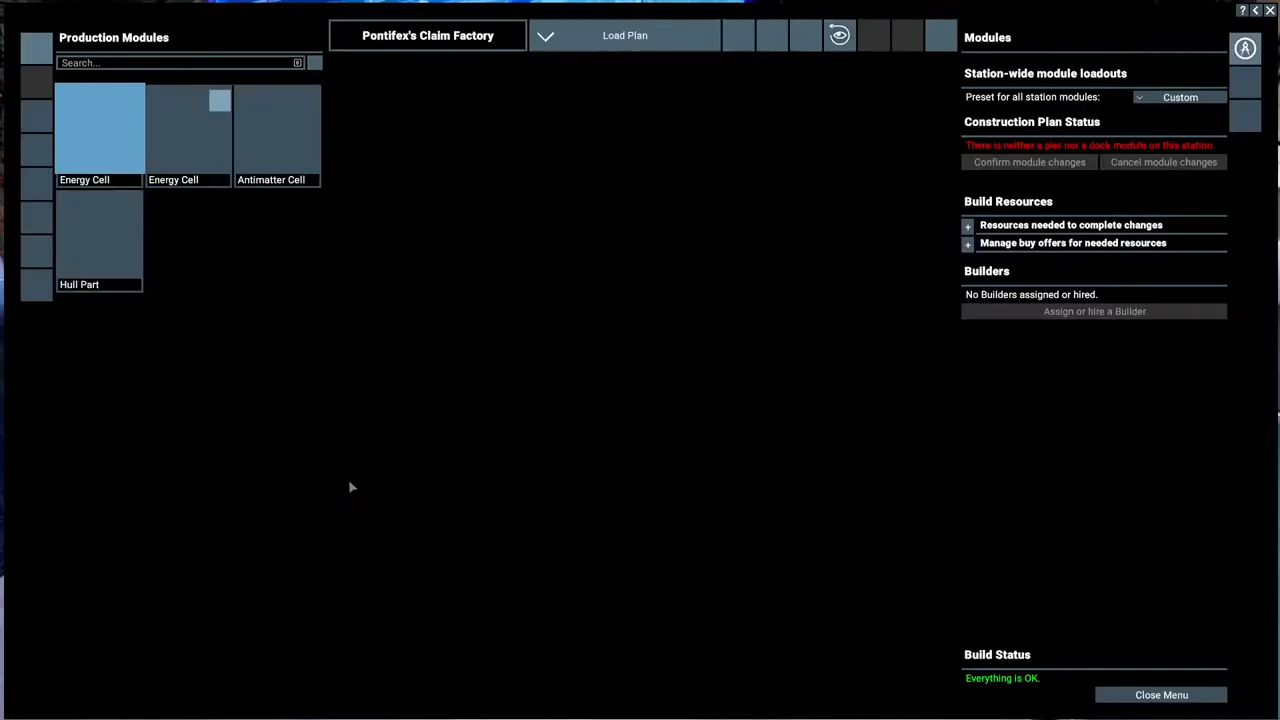 Production Modules
Search...
Energy Cell
Energy Cell
Antimatter Cell
Hull Part
Pontifex's Claim Factory
Load Plan
?
Modules
Station-wide module loadouts
Preset for all station modules:
Custom
Construction Plan Status
There is neither a pier nor a dock module on this station.
Confirm module changes
Cancel module changes
Build Resources
+ Resources needed to complete changes
+ Manage buy offers for needed resources
Builders
No Builders assigned or hired.
Assign or hire a Builder
Build Status
Everything is OK.
Close Menu